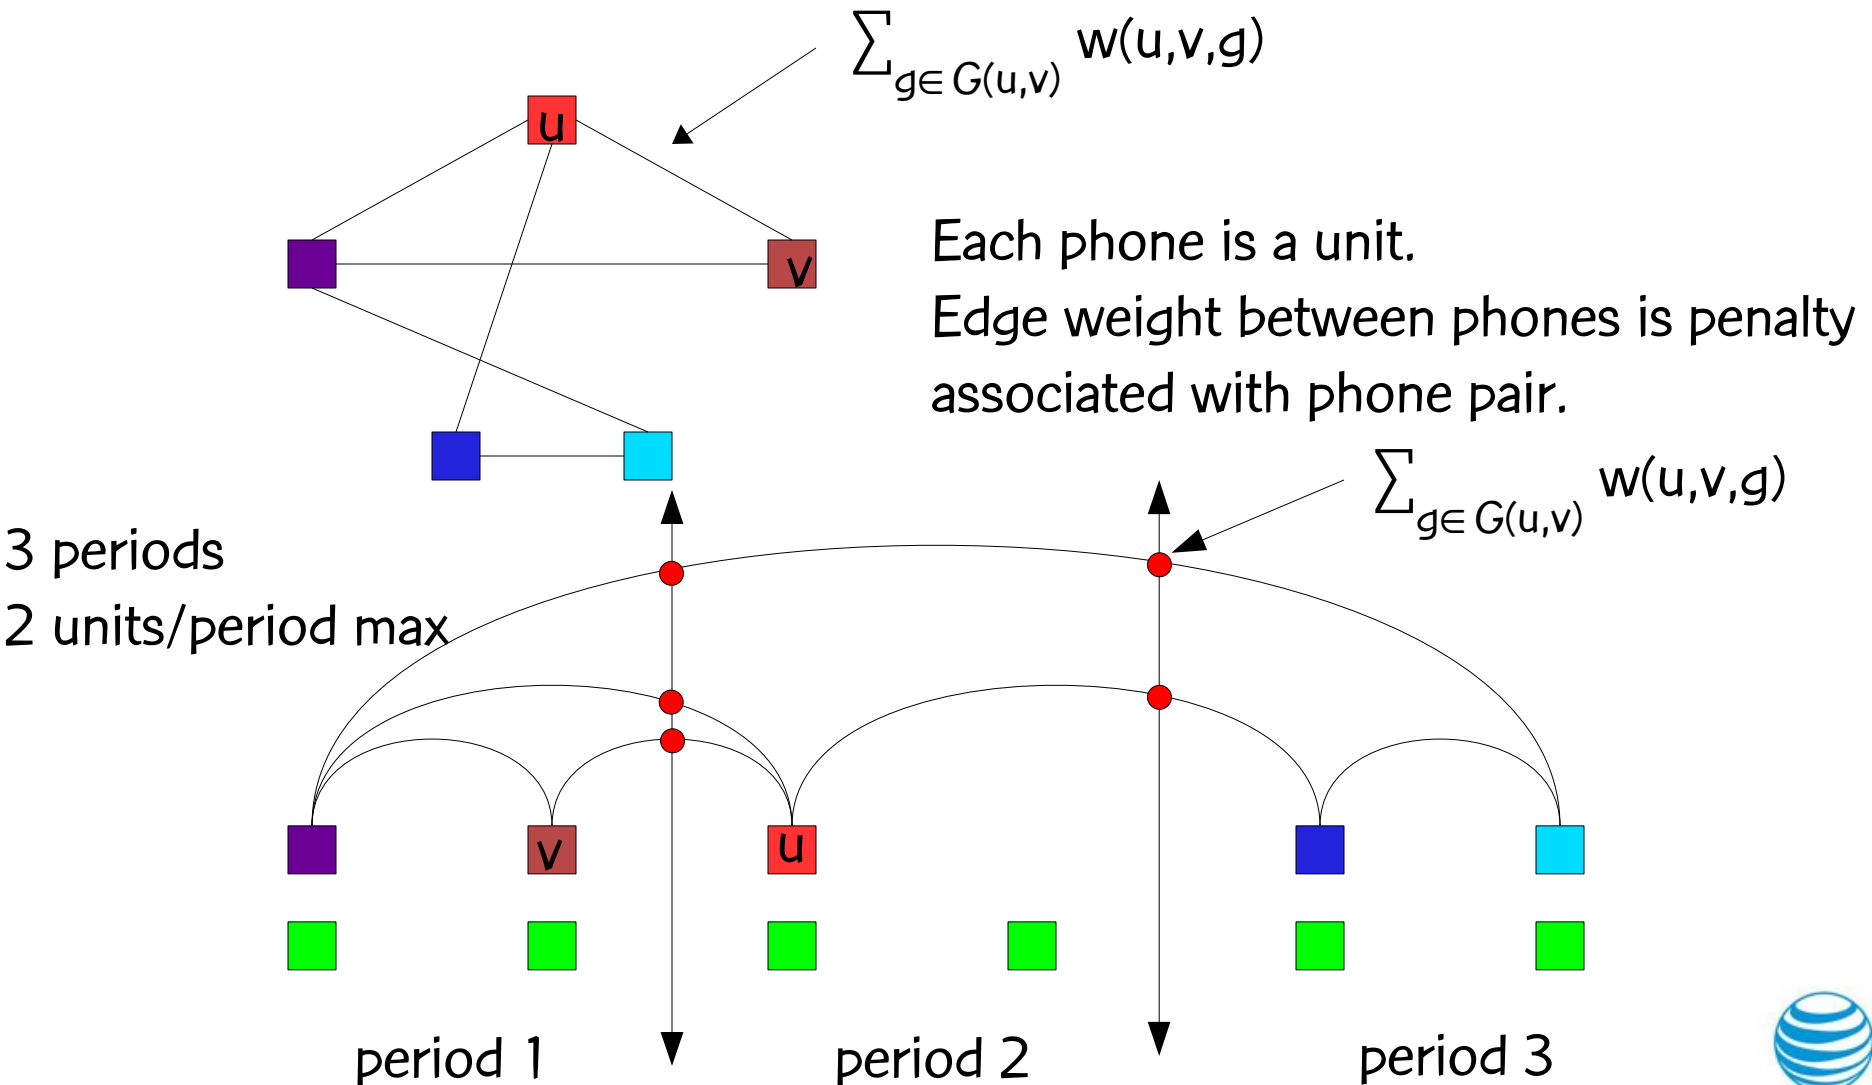 ∑g∈G(u,v) w(u,v,g)
u
v
Each phone is a unit.
Edge weight between phones is penalty
associated with phone pair.
∑g∈G(u,v) w(u,v,g)
3 periods
2 units/period max
v
u
period 1
period 2
period 3